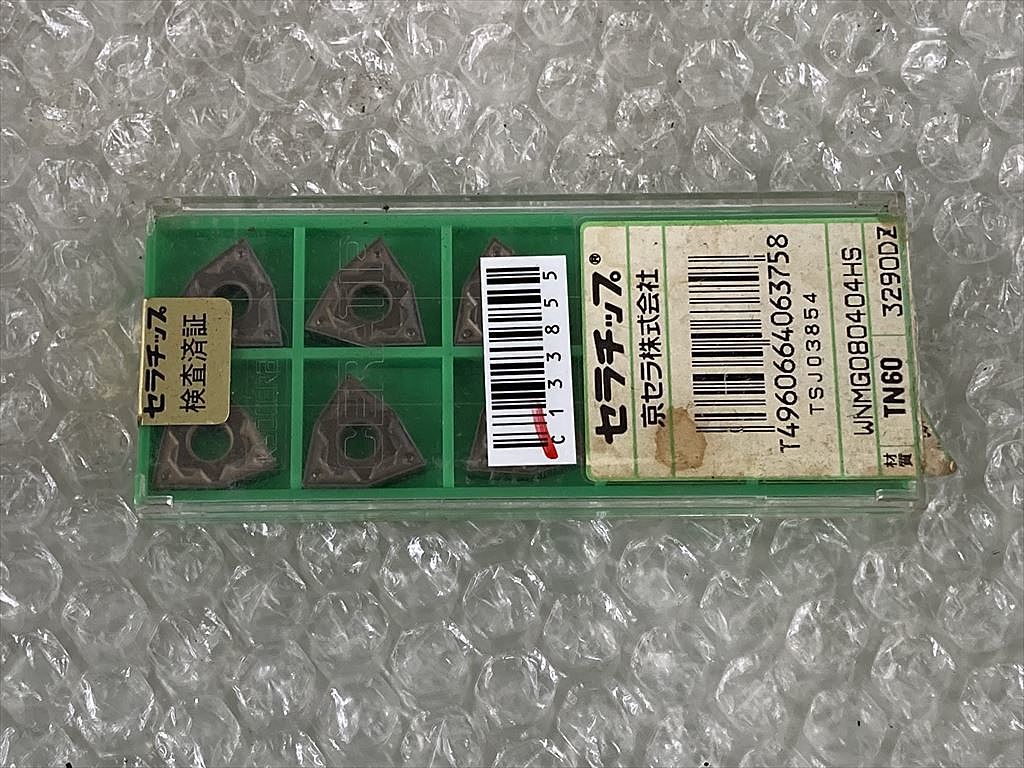 セラチップ
検査済証
CERATIP
C133855
セラチップ®
京セラ株式会社
T4960664063758
TSJ03854
WNMG080404HS
材質 TN60 3290DZ